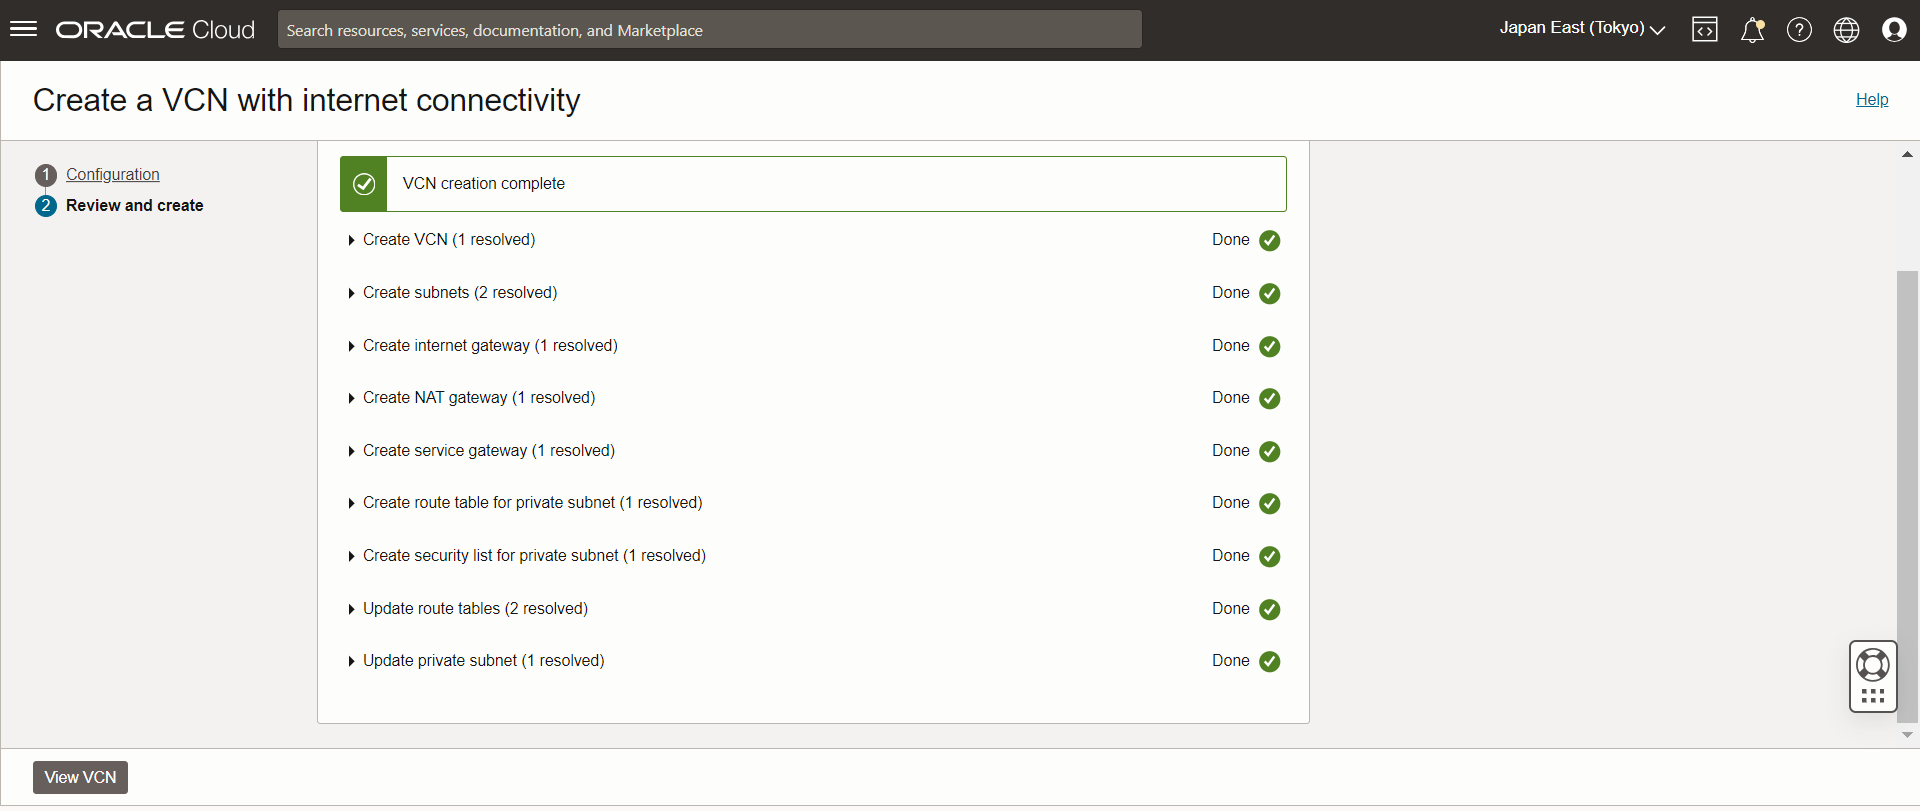 ORACLE Cloud
Search resources, services, documentation, and Marketplace
Japan East (Tokyo)
Create a VCN with internet connectivity
Help
1 Configuration
2 Review and create
VCN creation complete
Create VCN (1 resolved) Done
Create subnets (2 resolved) Done
Create internet gateway (1 resolved) Done
Create NAT gateway (1 resolved) Done
Create service gateway (1 resolved) Done
Create route table for private subnet (1 resolved) Done
Create security list for private subnet (1 resolved) Done
Update route tables (2 resolved) Done
Update private subnet (1 resolved) Done
View VCN